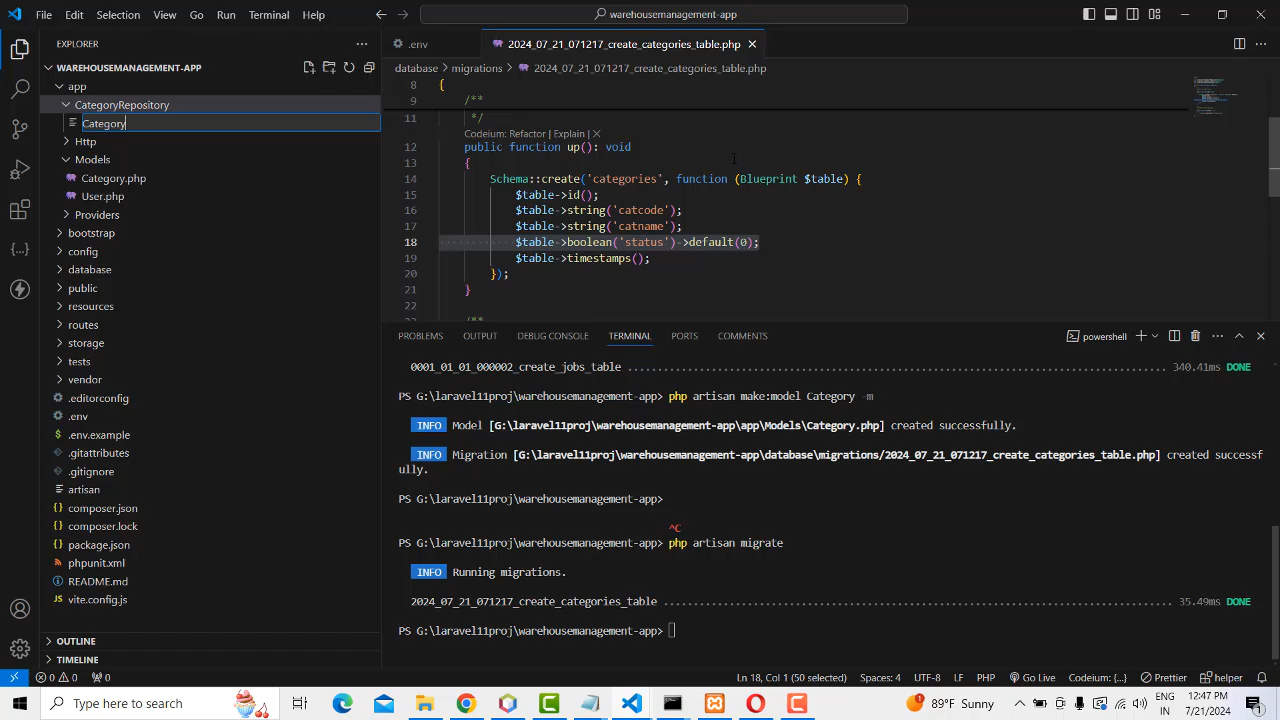 File Edit Selection View Go Run Terminal Help
warehousemanagement-app
EXPLORER
WAREHOUSEMANAGEMENT-APP
app
CategoryRepository
Category
Http
Models
Category.php
User.php
Providers
bootstrap
config
database
public
resources
routes
storage
tests
vendor
.editorconfig
.env
.env.example
.gitattributes
.gitignore
artisan
composer.json
composer.lock
package.json
phpunit.xml
README.md
vite.config.js
OUTLINE
TIMELINE
.env
2024_07_21_071217_create_categories_table.php
database > migrations > 2024_07_21_071217_create_categories_table.php
8 {
9 /**
11 */
Codeium: Refactor | Explain | ×
12 public function up(): void
13 {
14 Schema::create('categories', function (Blueprint $table) {
15 $table->id();
16 $table->string('catcode');
17 $table->string('catname');
18 $table->boolean('status')->default(0);
19 $table->timestamps();
20 });
21 }
22
PROBLEMS OUTPUT DEBUG CONSOLE TERMINAL PORTS COMMENTS
powershell
0001_01_01_000002_create_jobs_table 340.41ms DONE
PS G:\laravel11proj\warehousemanagement-app> php artisan make:model Category -m
INFO Model [G:\laravel11proj\warehousemanagement-app\app\Models\Category.php] created successfully.
INFO Migration [G:\laravel11proj\warehousemanagement-app\database\migrations/2024_07_21_071217_create_categories_table.php] created successf
ully.
PS G:\laravel11proj\warehousemanagement-app>
^C
PS G:\laravel11proj\warehousemanagement-app> php artisan migrate
INFO Running migrations.
2024_07_21_071217_create_categories_table 35.49ms DONE
PS G:\laravel11proj\warehousemanagement-app>
0 0 0 Ln 18, Col 1 (50 selected) Spaces: 4 UTF-8 LF PHP Go Live Codeium: {...} Prettier helper
Type here to search
89°F Sunny
ENG
IN
12:47 PM
7/21/2024